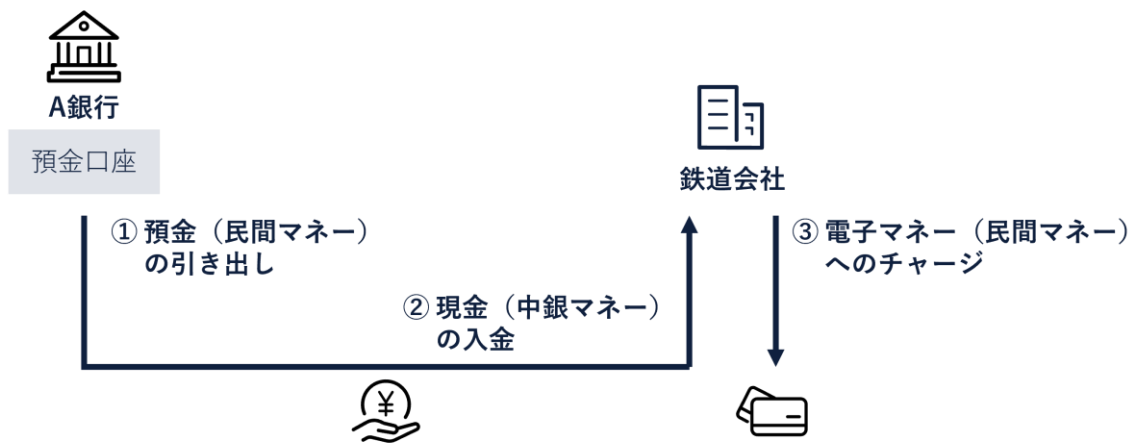 A銀行
預金口座
鉄道会社
① 預金（民間マネー）
の引き出し
② 現金（中銀マネー）
の入金
③ 電子マネー（民間マネー）
へのチャージ
¥